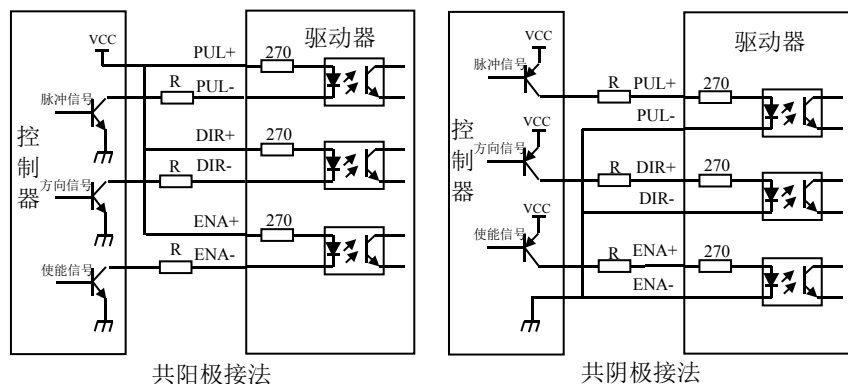 控制器
VCC
脉冲信号
方向信号
使能信号
PUL+
R
PUL-
DIR+
R
DIR-
ENA+
R
ENA-
驱动器
270
270
270
共阳极接法
控制器
VCC
脉冲信号
VCC
方向信号
VCC
使能信号
R
PUL+
PUL-
R
DIR+
DIR-
R
ENA+
ENA-
驱动器
270
270
270
共阴极接法